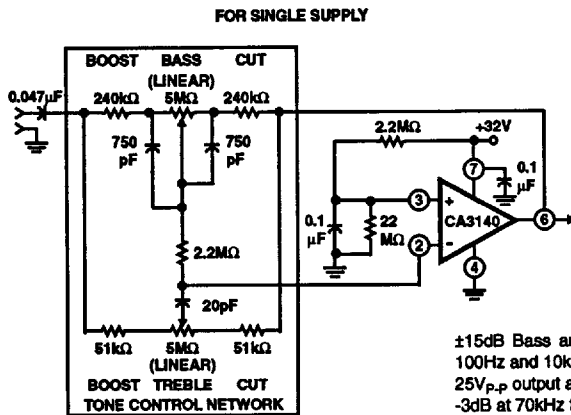 FOR SINGLE SUPPLY
BOOST BASS CUT
(LINEAR)
0.047μF
240kΩ 5MΩ 240kΩ
750 pF
750 pF
2.2MΩ
+32V
7
0.1 μF
3
+
CA3140
6
0.1 μF
22 MΩ
2
-
4
2.2MΩ
20pF
51kΩ 5MΩ 51kΩ
(LINEAR)
BOOST TREBLE CUT
TONE CONTROL NETWORK
±15dB Bass an
100Hz and 10k
25VP-P output a
-3dB at 70kHz